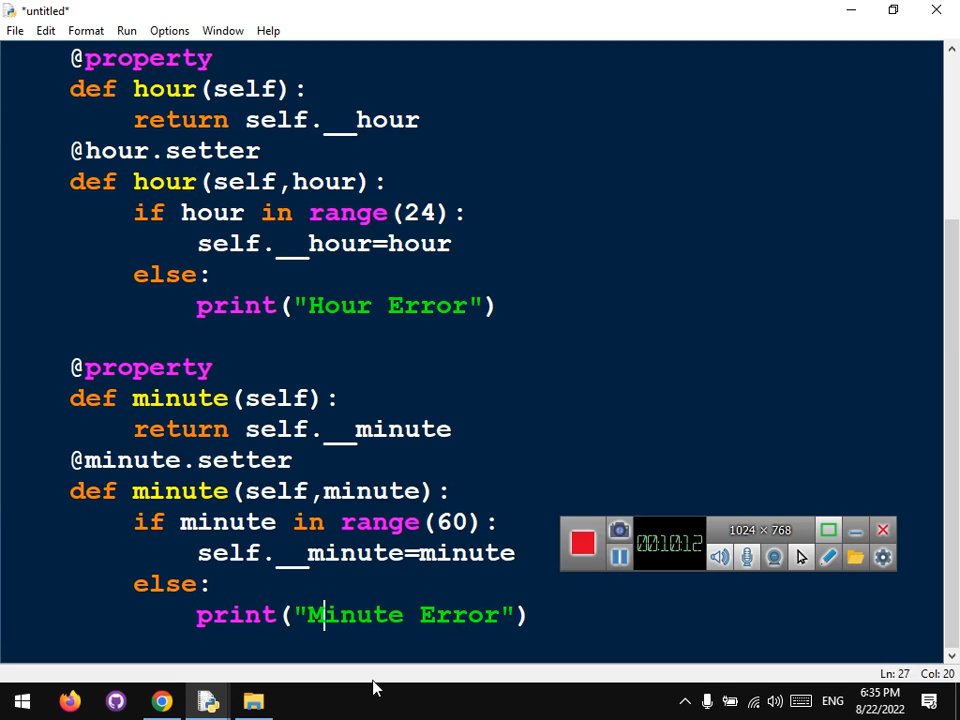 *untitled*
File Edit Format Run Options Window Help
@property
def hour(self):
return self.__hour
@hour.setter
def hour(self,hour):
if hour in range(24):
self.__hour=hour
else:
print("Hour Error")
@property
def minute(self):
return self.__minute
@minute.setter
def minute(self,minute):
if minute in range(60):
self.__minute=minute
else:
print("Minute Error")
1024 × 768
00:10:12
Ln: 27 Col: 20
ENG
6:35 PM
8/22/2022